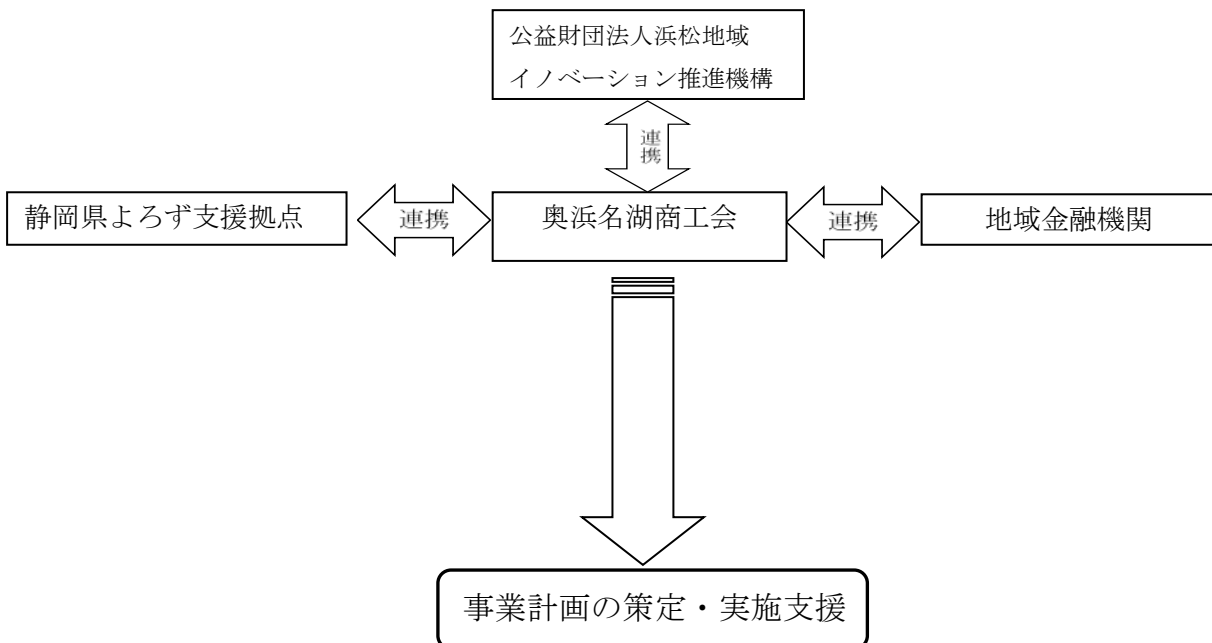 公益財団法人浜松地域
イノベーション推進機構
連携
静岡県よろず支援拠点
連携
奥浜名湖商工会
連携
地域金融機関
事業計画の策定・実施支援